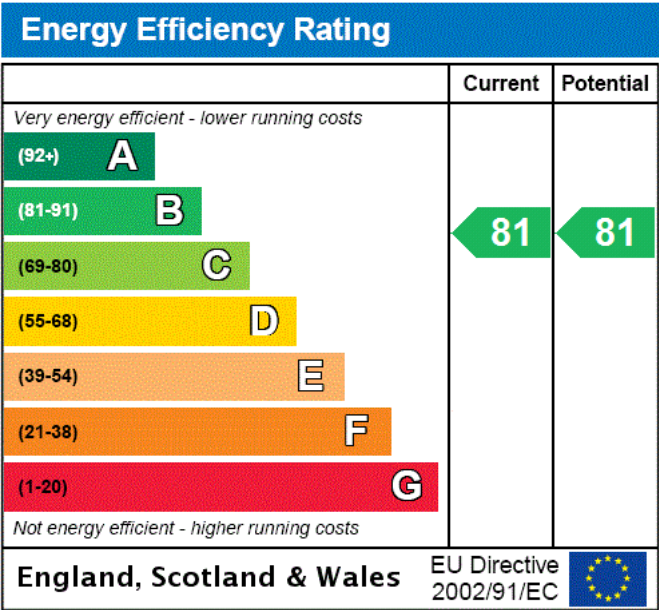 Energy Efficiency Rating
Current Potential
Very energy efficient - lower running costs
(92+) A
(81-91) B
81 81
(69-80) C
(55-68) D
(39-54) E
(21-38) F
(1-20) G
Not energy efficient - higher running costs
England, Scotland & Wales
EU Directive
2002/91/EC